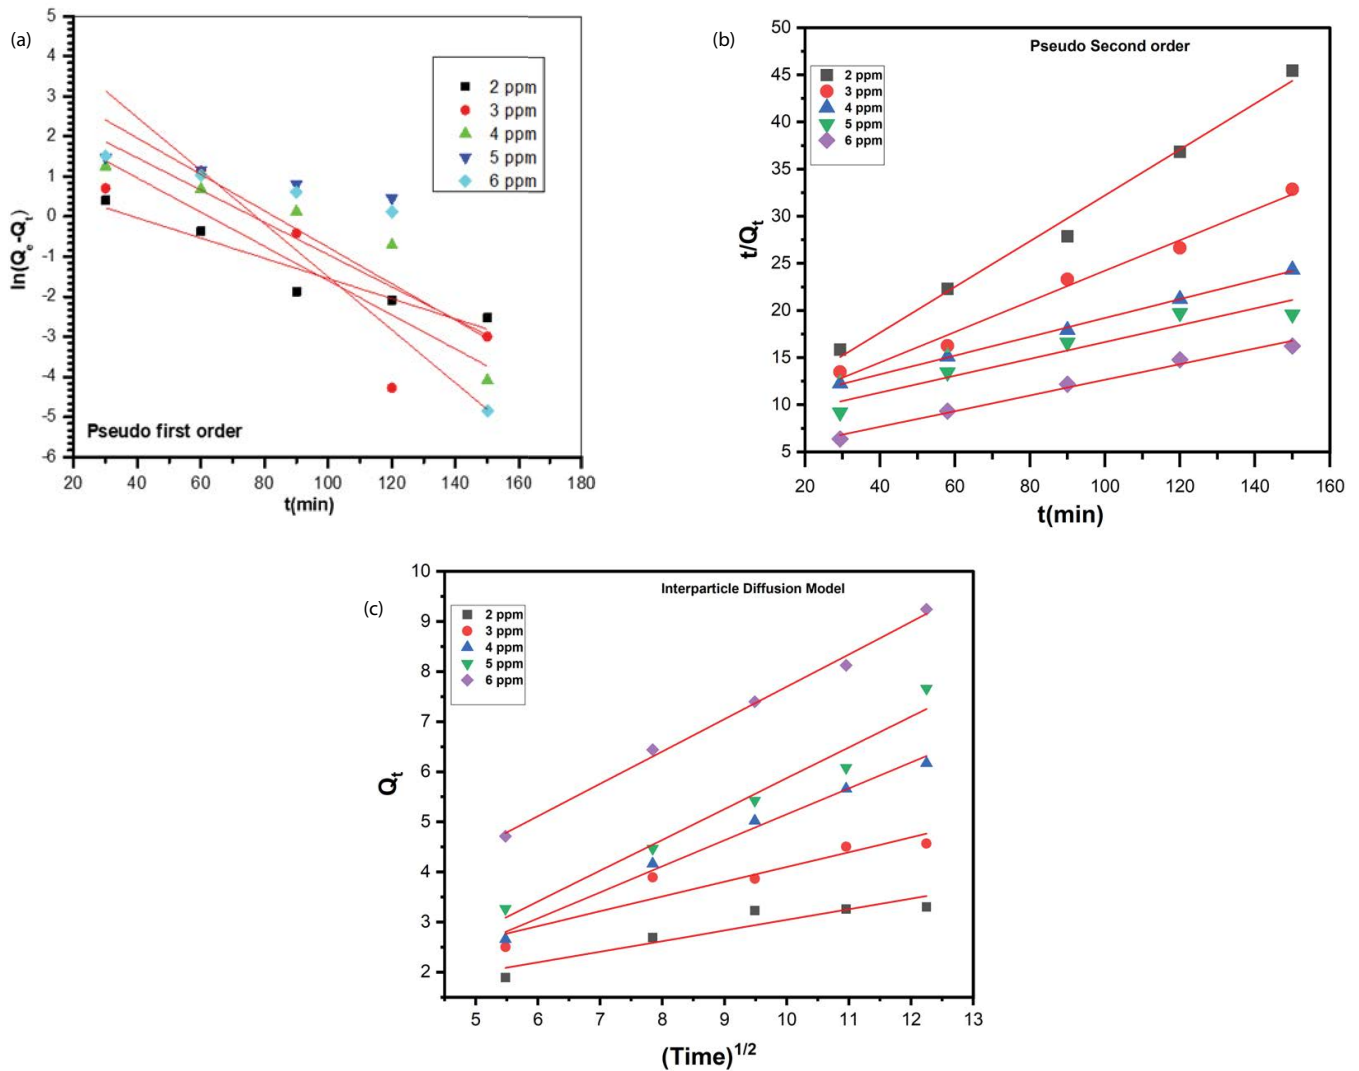 (a)
5
4
3
2
1
0
-1
-2
-3
-4
-5
-6
ln(Qe-Qt)
2 ppm
3 ppm
4 ppm
5 ppm
6 ppm
Pseudo first order
20 40 60 80 100 120 140 160 180
t(min)
(b)
50
45
40
35
30
25
20
15
10
5
t/Qt
Pseudo Second order
2 ppm
3 ppm
4 ppm
5 ppm
6 ppm
20 40 60 80 100 120 140 160
t(min)
(c)
10
9
8
7
6
5
4
3
2
Qt
Interparticle Diffusion Model
2 ppm
3 ppm
4 ppm
5 ppm
6 ppm
5 6 7 8 9 10 11 12 13
(Time)1/2